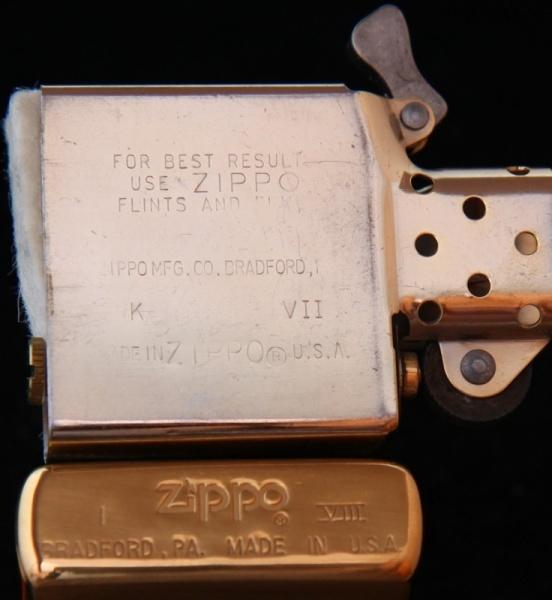 FOR BEST RESULT
USE ZIPPO
FLINTS AND
IPPO MFG. CO. BRADFORD,
K VII
ADE IN ZIPPO® U.S.A.
Zippo®
I VIII
BRADFORD, PA. MADE IN U.S.A